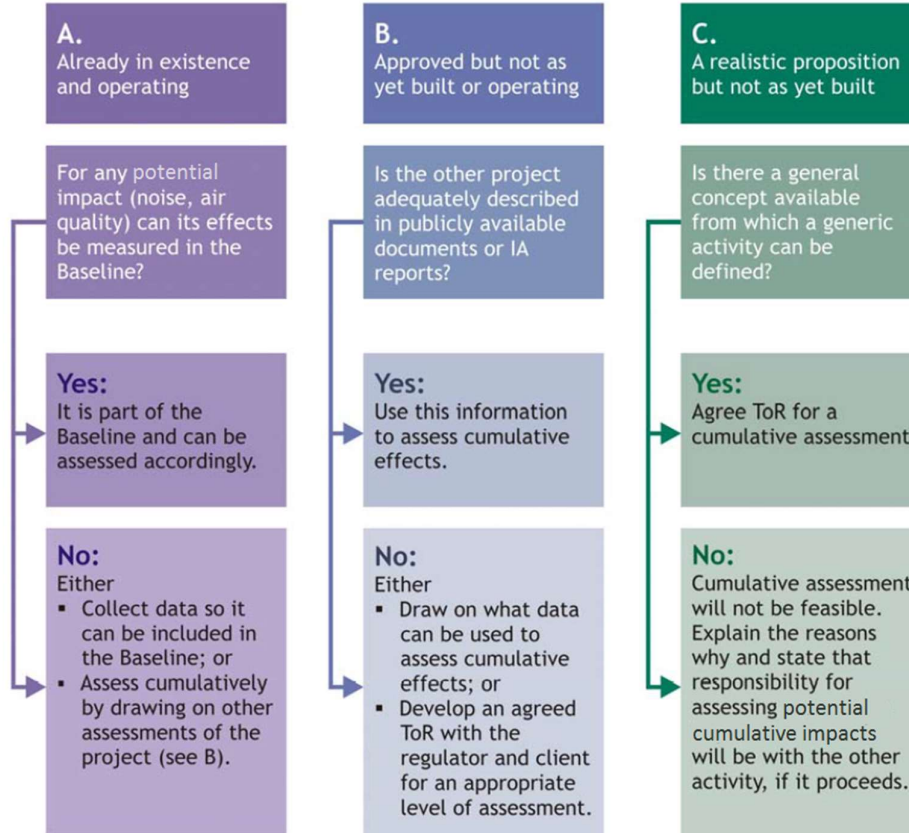 A.
Already in existence
and operating
For any potential
impact (noise, air
quality) can its effects
be measured in the
Baseline?
Yes:
It is part of the
Baseline and can be
assessed accordingly.
No:
Either
▪ Collect data so it
can be included in
the Baseline; or
▪ Assess cumulatively
by drawing on other
assessments of the
project (see B).
B.
Approved but not as
yet built or operating
Is the other project
adequately described
in publicly available
documents or IA
reports?
Yes:
Use this information
to assess cumulative
effects.
No:
Either
▪ Draw on what data
can be used to
assess cumulative
effects; or
▪ Develop an agreed
ToR with the
regulator and client
for an appropriate
level of assessment.
C.
A realistic proposition
but not as yet built
Is there a general
concept available
from which a generic
activity can be
defined?
Yes:
Agree ToR for a
cumulative assessment
No:
Cumulative assessment
will not be feasible.
Explain the reasons
why and state that
responsibility for
assessing potential
cumulative impacts
will be with the other
activity, if it proceeds.